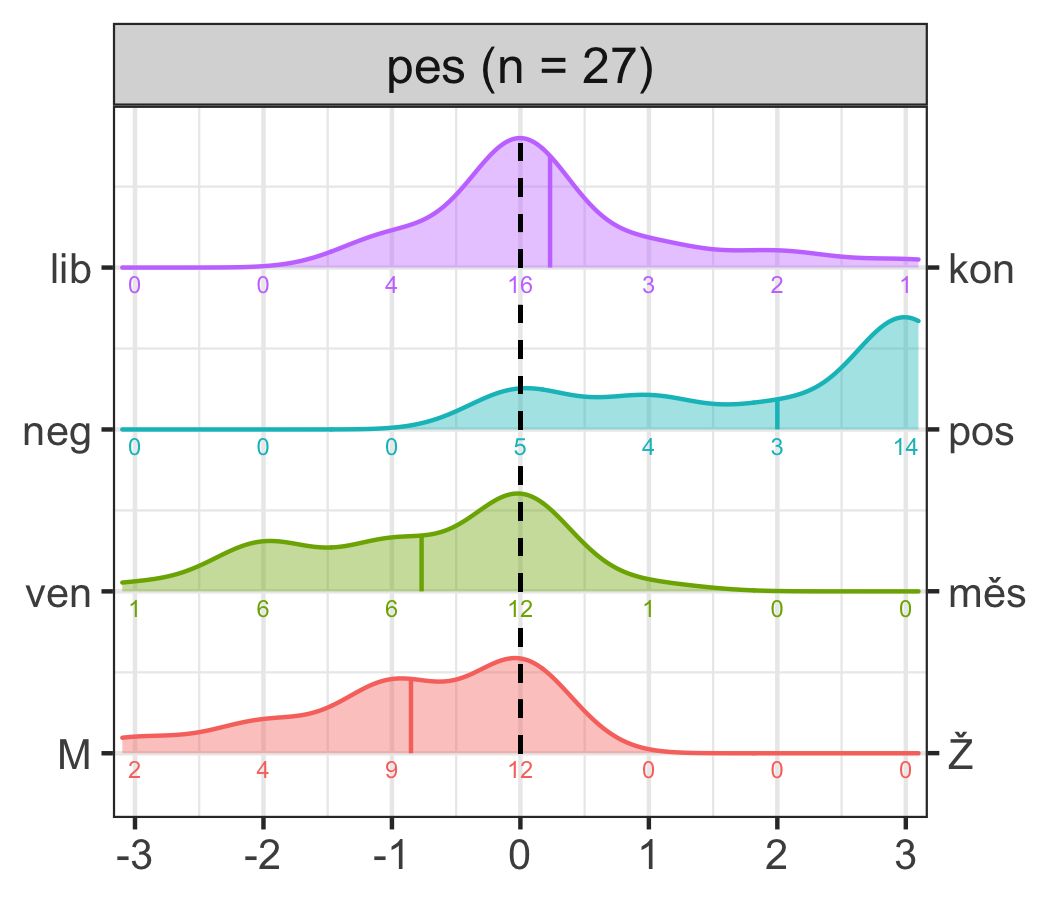 pes (n = 27)
lib kon
0 0 4 16 3 2 1
neg pos
0 0 0 5 4 3 14
ven měs
1 6 6 12 1 0 0
M Ž
2 4 9 12 0 0 0
-3 -2 -1 0 1 2 3